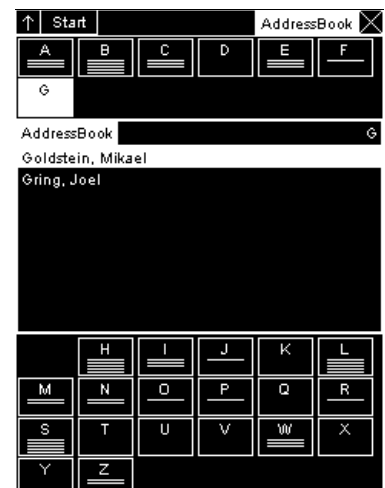 ↑ Start AddressBook
A B C D E F
G
AddressBook G
Goldstein, Mikael
Gring, Joel
H I J K L
M N O P Q R
S T U V W X
Y Z